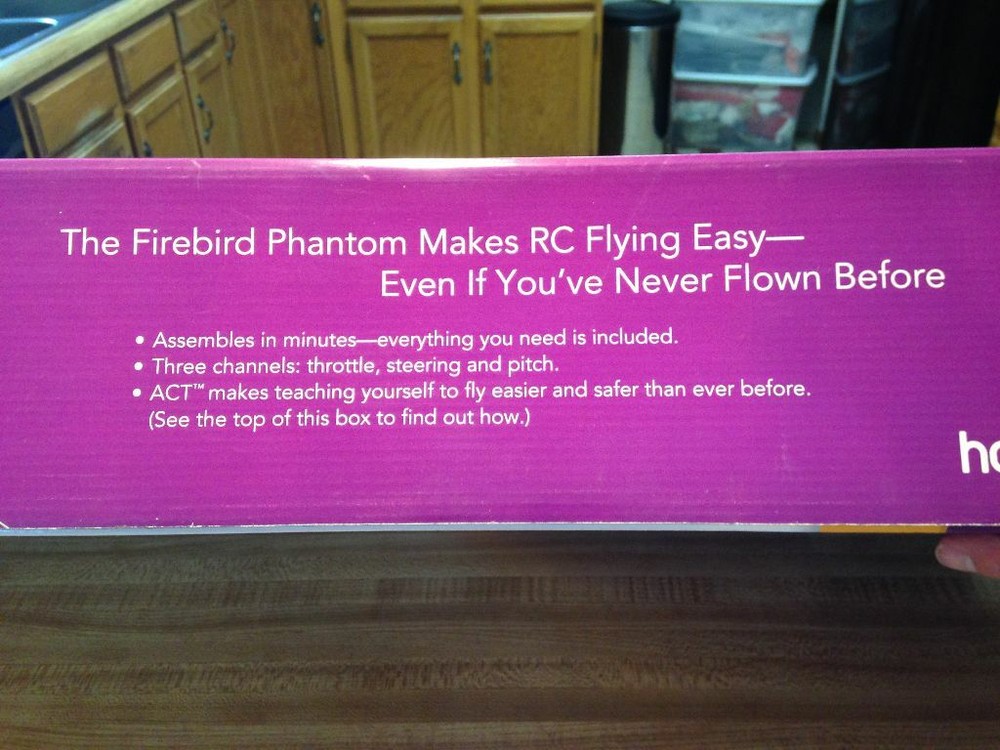 The Firebird Phantom Makes RC Flying Easy—
Even If You've Never Flown Before
• Assembles in minutes—everything you need is included.
• Three channels: throttle, steering and pitch.
• ACT™ makes teaching yourself to fly easier and safer than ever before.
(See the top of this box to find out how.)